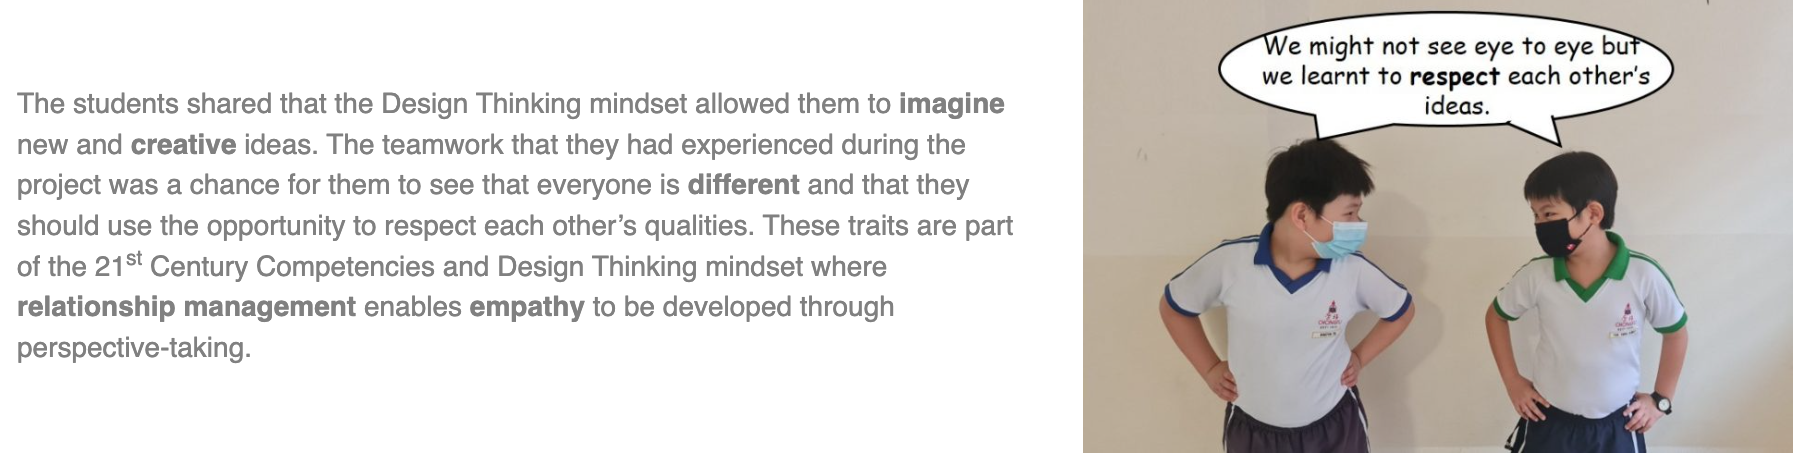 The students shared that the Design Thinking mindset allowed them to imagine
new and creative ideas. The teamwork that they had experienced during the
project was a chance for them to see that everyone is different and that they
should use the opportunity to respect each other’s qualities. These traits are part
of the 21st Century Competencies and Design Thinking mindset where
relationship management enables empathy to be developed through
perspective-taking.
We might not see eye to eye but
we learnt to respect each other's
ideas.